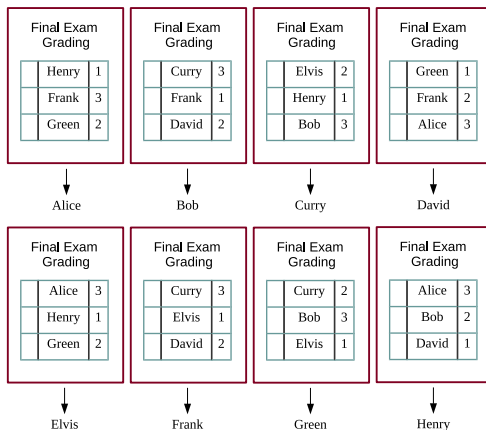 Final Exam
Grading
Henry 1
Frank 3
Green 2
Alice
Final Exam
Grading
Curry 3
Frank 1
David 2
Bob
Final Exam
Grading
Elvis 2
Henry 1
Bob 3
Curry
Final Exam
Grading
Green 1
Frank 2
Alice 3
David
Final Exam
Grading
Alice 3
Henry 1
Green 2
Elvis
Final Exam
Grading
Curry 3
Elvis 1
David 2
Frank
Final Exam
Grading
Curry 2
Bob 3
Elvis 1
Green
Final Exam
Grading
Alice 3
Bob 2
David 1
Henry